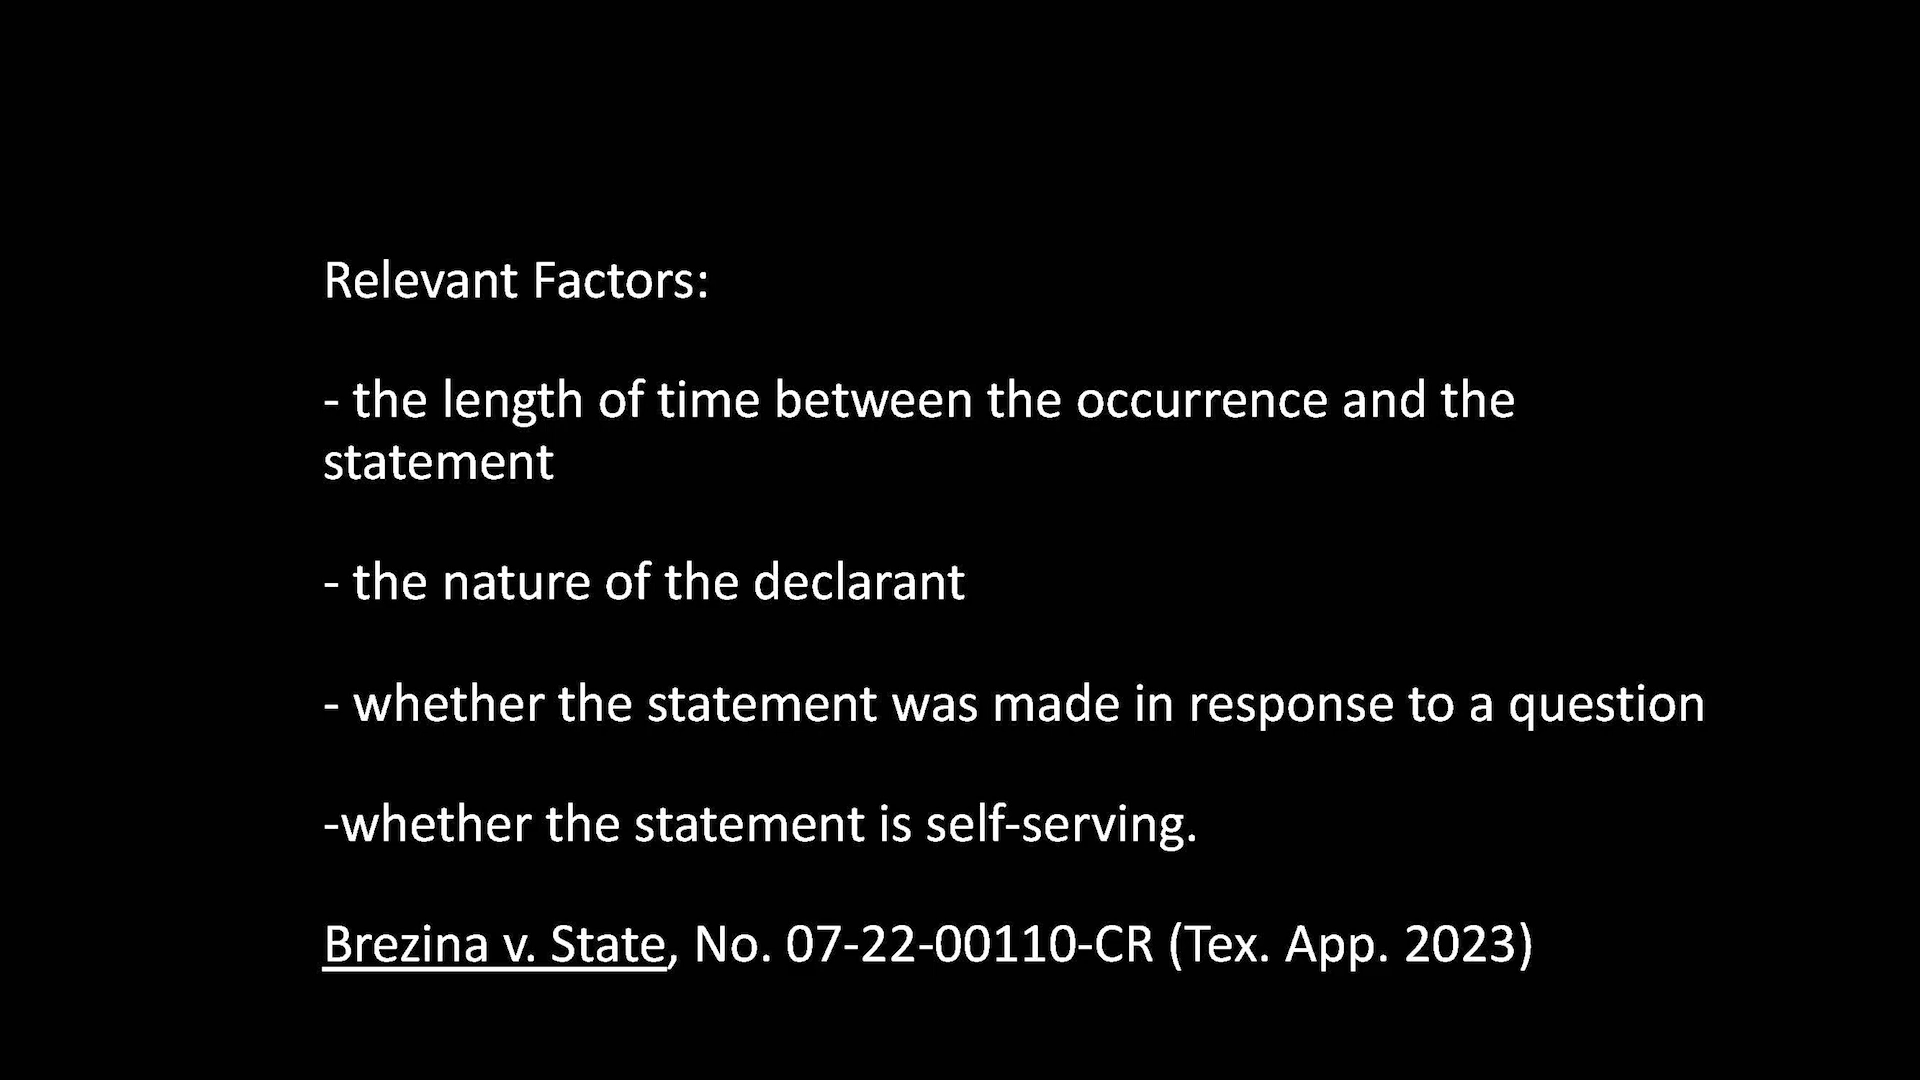 Relevant Factors:
- the length of time between the occurrence and the
statement
- the nature of the declarant
- whether the statement was made in response to a question
-whether the statement is self-serving.
Brezina v. State, No. 07-22-00110-CR (Tex. App. 2023)